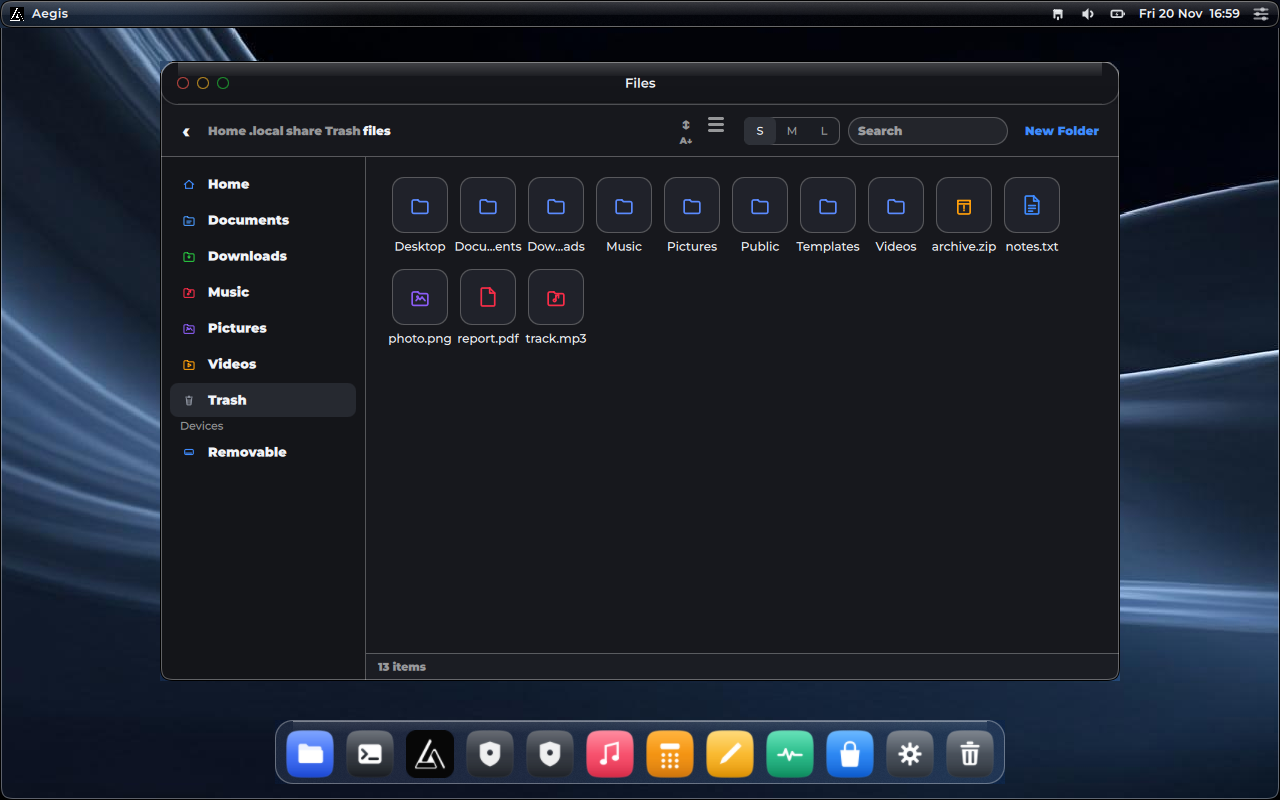 Aegis
Fri 20 Nov 16:59
Files
Home .local share Trash files
A+
S M L
Search
New Folder
Home
Documents
Downloads
Music
Pictures
Videos
Trash
Devices
Removable
Desktop Docu...ents Dow...ads Music Pictures Public Templates Videos archive.zip notes.txt
photo.png report.pdf track.mp3
13 items